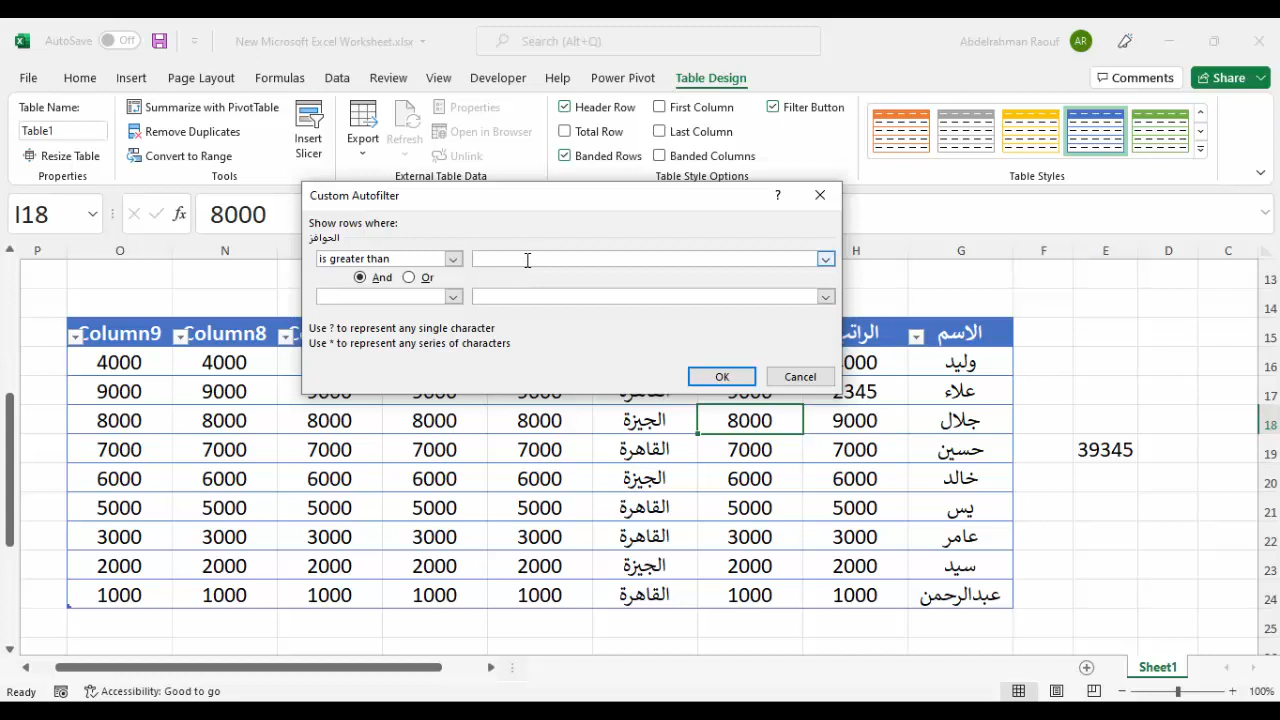 AutoSave Off New Microsoft Excel Worksheet.xlsx Search (Alt+Q) Abdelrahman Raouf AR
File Home Insert Page Layout Formulas Data Review View Developer Help Power Pivot Table Design Comments Share
Table Name: Summarize with PivotTable Properties Header Row First Column Filter Button
Table1 Remove Duplicates Insert Slicer Export Refresh Open in Browser Total Row Last Column
Resize Table Convert to Range Unlink Banded Rows Banded Columns
Properties Tools External Table Data Table Style Options Table Styles
I18 fx 8000
Custom Autofilter ?
Show rows where:
الحوافز
is greater than
And Or
Use ? to represent any single character
Use * to represent any series of characters
OK Cancel
P O N H G F E D C
13
14
Column9 Column8 الراتب الاسم 15
4000 4000 وليد 16
9000 9000 القاهرة 2345 علاء 17
8000 8000 8000 8000 8000 الجيزة 8000 9000 جلال 18
7000 7000 7000 7000 7000 القاهرة 7000 7000 حسين 39345 19
6000 6000 6000 6000 6000 الجيزة 6000 6000 خالد 20
5000 5000 5000 5000 5000 القاهرة 5000 5000 يس 21
3000 3000 3000 3000 3000 القاهرة 3000 3000 عامر 22
2000 2000 2000 2000 2000 الجيزة 2000 2000 سيد 23
1000 1000 1000 1000 1000 القاهرة 1000 1000 عبدالرحمن 24
25
Sheet1
Ready Accessibility: Good to go 100%